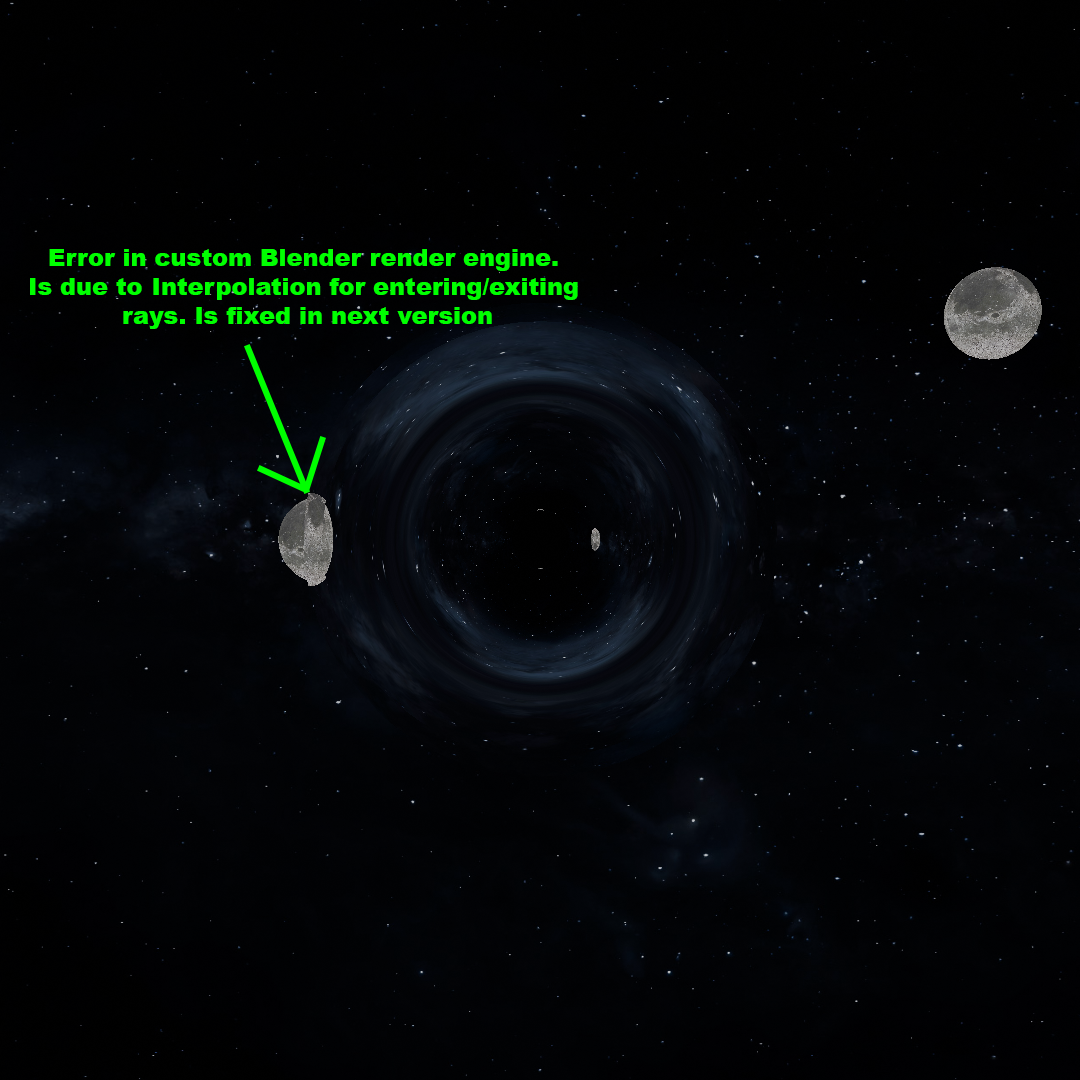 Error in custom Blender render engine.
Is due to Interpolation for entering/exiting
rays. Is fixed in next version